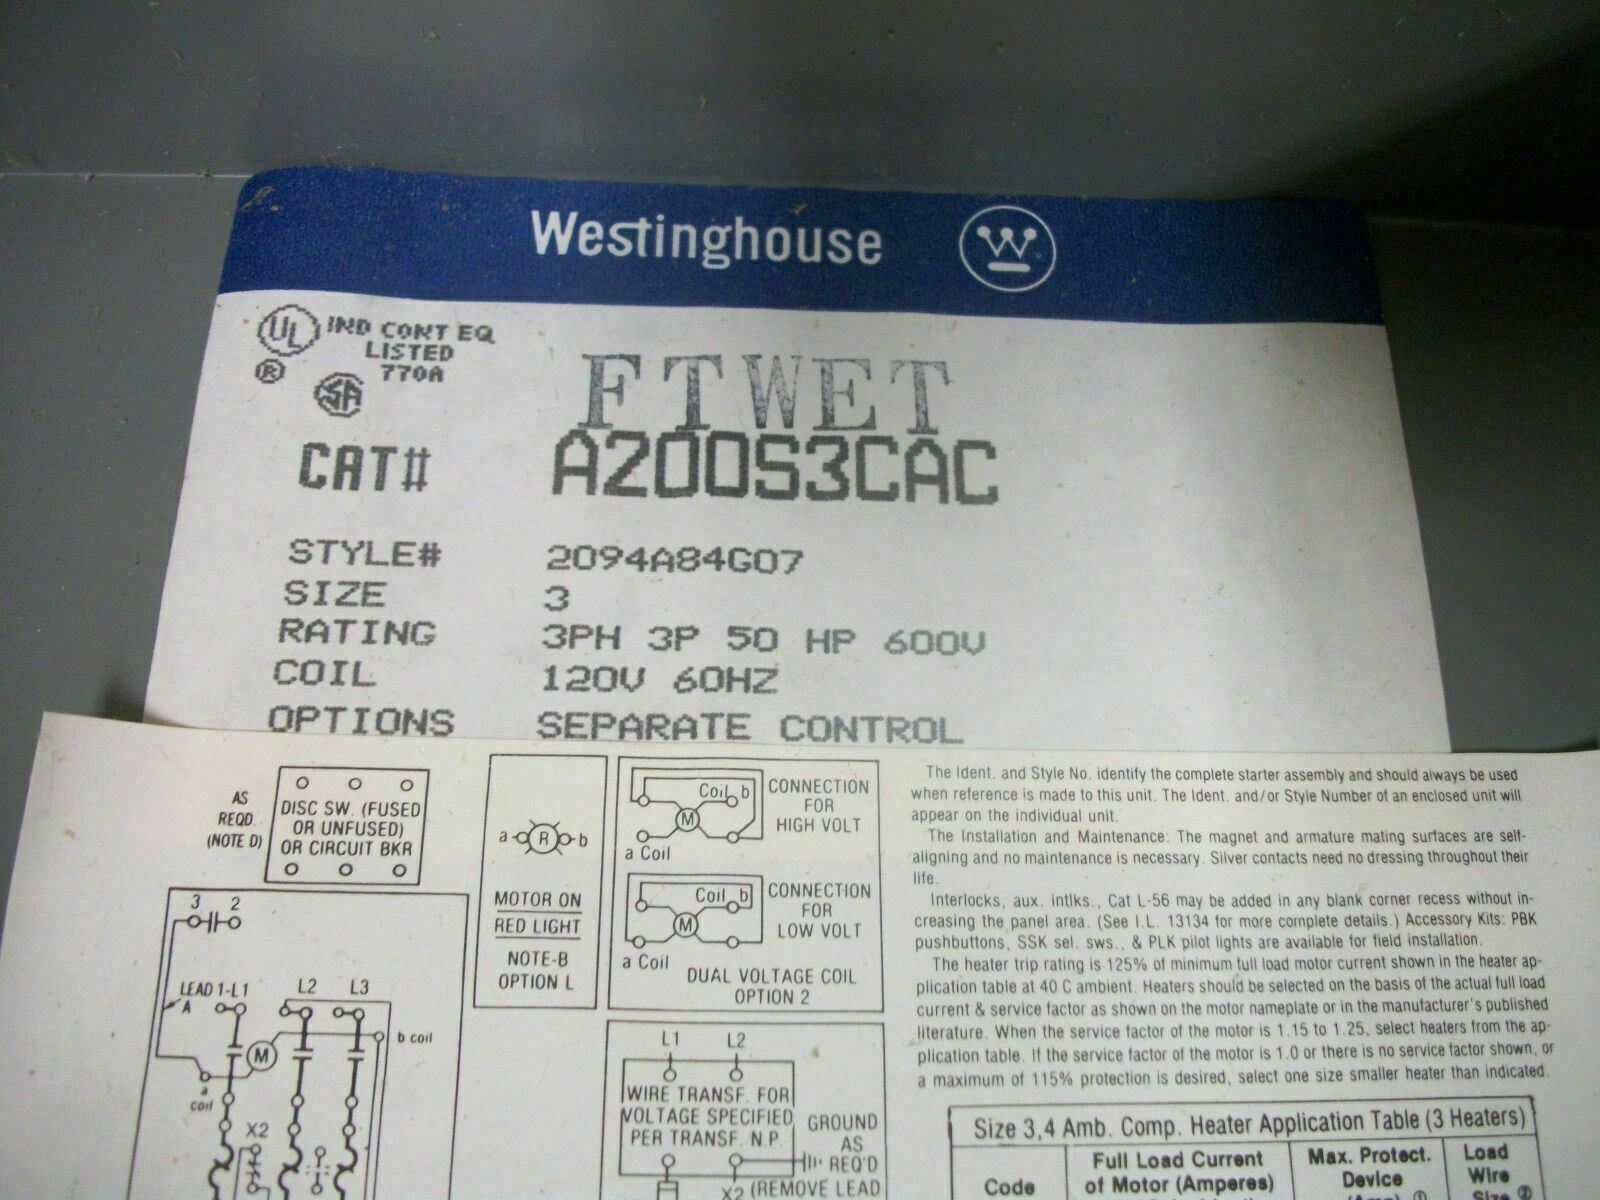 Westinghouse
W
UL IND CONT EQ
LISTED
770A
SA
FTWET
CAT# A200S3CAC
STYLE# 2094A84G07
SIZE 3
RATING 3PH 3P 50 HP 600V
COIL 120V 60HZ
OPTIONS SEPARATE CONTROL
AS
REQD.
(NOTE D)
DISC SW. (FUSED
OR UNFUSED)
OR CIRCUIT BKR
3 2
LEAD 1-L1 L2 L3
A
M
b coil
a
coil
X2
a R b
MOTOR ON
RED LIGHT
NOTE-B
OPTION L
Coil b
M
a Coil
CONNECTION
FOR
HIGH VOLT
Coil b
M
a Coil
CONNECTION
FOR
LOW VOLT
DUAL VOLTAGE COIL
OPTION 2
L1 L2
WIRE TRANSF. FOR
VOLTAGE SPECIFIED
PER TRANSF. N.P.
GROUND
AS
REQ'D
X2 (REMOVE LEAD
The Ident. and Style No. identify the complete starter assembly and should always be used
when reference is made to this unit. The Ident. and/or Style Number of an enclosed unit will
appear on the individual unit.
The Installation and Maintenance: The magnet and armature mating surfaces are self-
aligning and no maintenance is necessary. Silver contacts need no dressing throughout their
life.
Interlocks, aux. intlks., Cat L-56 may be added in any blank corner recess without in-
creasing the panel area. (See I.L. 13134 for more complete details.) Accessory Kits: PBK
pushbuttons, SSK sel. sws., & PLK pilot lights are available for field installation.
The heater trip rating is 125% of minimum full load motor current shown in the heater ap-
plication table at 40 C ambient. Heaters should be selected on the basis of the actual full load
current & service factor as shown on the motor nameplate or in the manufacturer's published
literature. When the service factor of the motor is 1.15 to 1.25, select heaters from the ap-
plication table. If the service factor of the motor is 1.0 or there is no service factor shown, or
a maximum of 115% protection is desired, select one size smaller heater than indicated.
Size 3,4 Amb. Comp. Heater Application Table (3 Heaters)
Code
Full Load Current
of Motor (Amperes)
Max. Protect.
Device
Load
Wire
Size ②